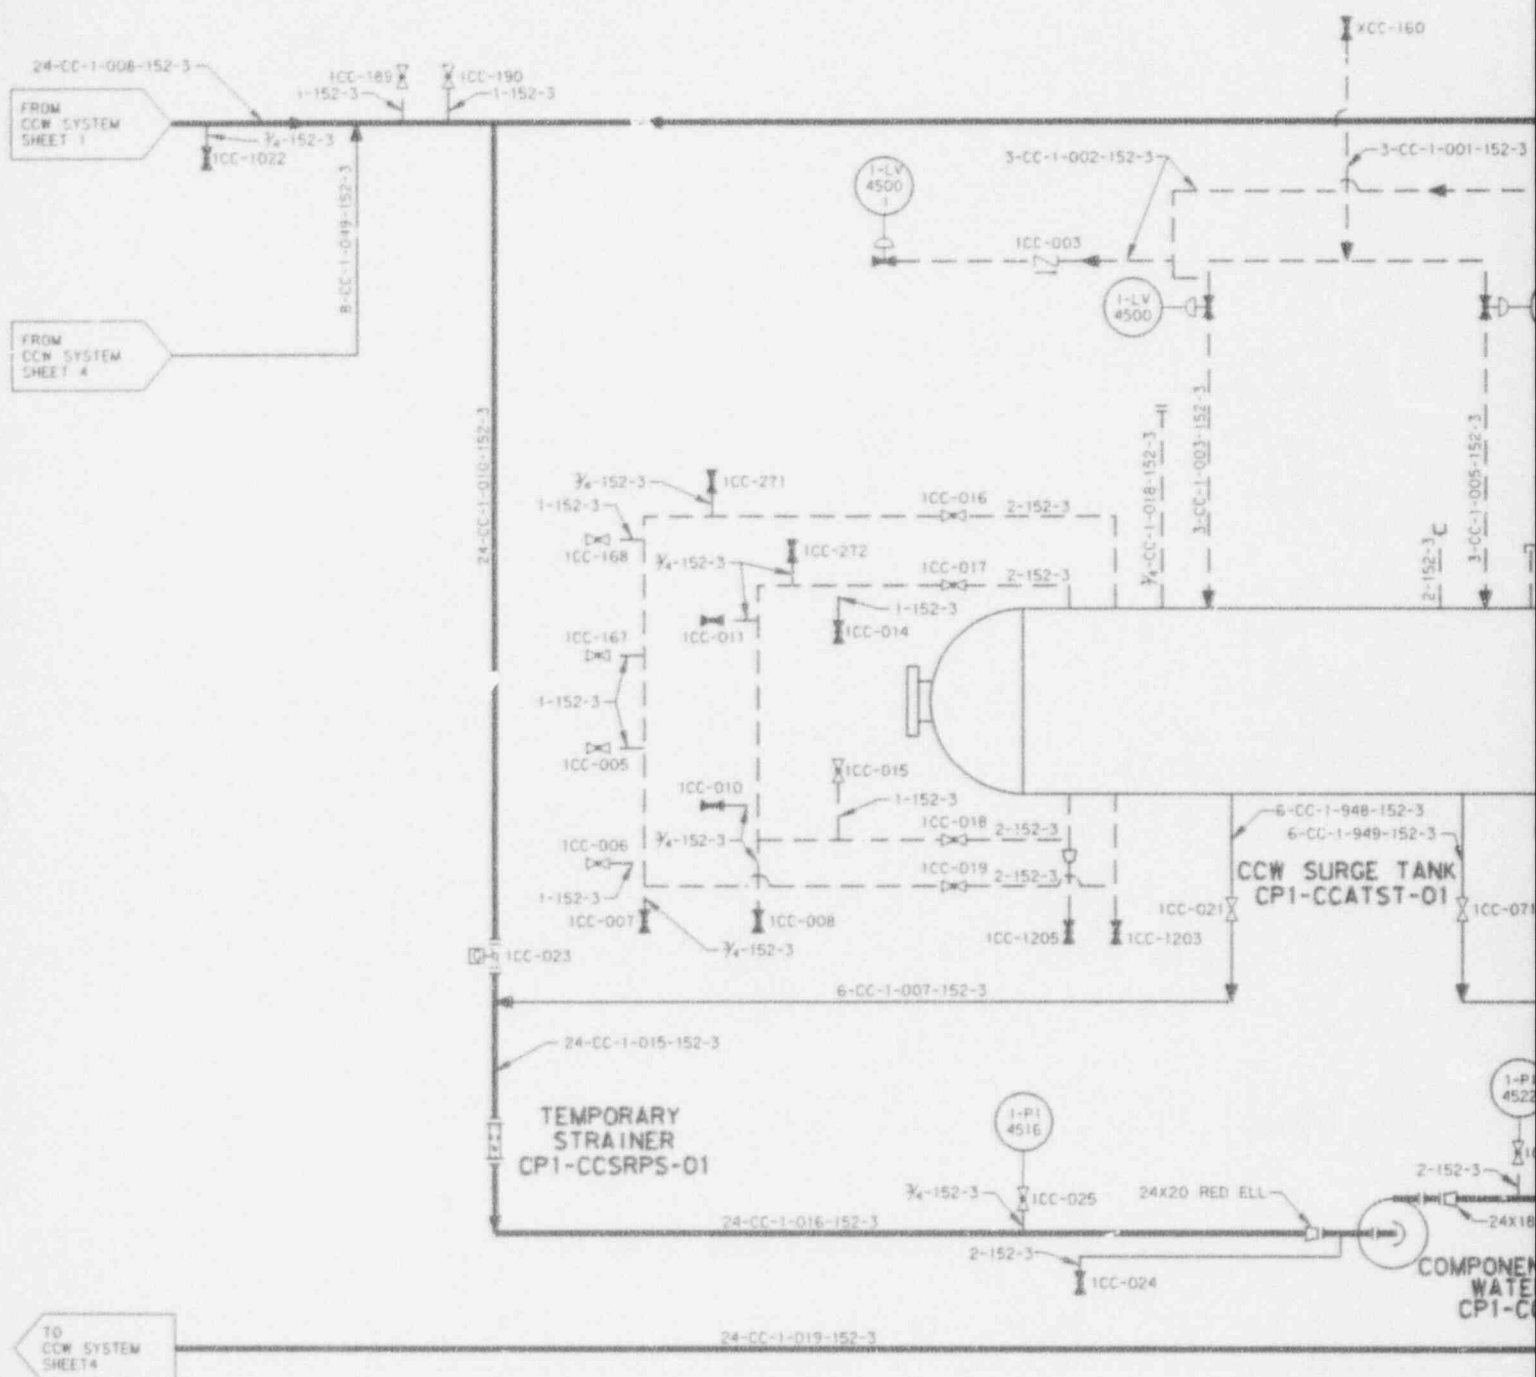 XCC-160
24-CC-1-008-152-3
1CC-189
1CC-190
1-152-3
1-152-3
FROM
CCW SYSTEM
SHEET 1
¾-152-3
1CC-1022
8-CC-1-049-152-3
3-CC-1-002-152-3
3-CC-1-001-152-3
1-LV
4500
1
1CC-003
1-LV
4500
FROM
CCW SYSTEM
SHEET 4
24-CC-1-010-152-3
¾-CC-1-018-152-3
3-CC-1-003-152-3
2-152-3
3-CC-1-005-152-3
¾-152-3
1CC-271
1-152-3
1CC-016
2-152-3
1CC-168
1CC-272
¾-152-3
1CC-017
2-152-3
1-152-3
1CC-011
1CC-014
1CC-167
1-152-3
1CC-005
1CC-015
1CC-010
1-152-3
1CC-018
2-152-3
¾-152-3
1CC-006
1CC-019
2-152-3
1-152-3
1CC-007
1CC-008
¾-152-3
1CC-1205
1CC-1203
6-CC-1-948-152-3
6-CC-1-949-152-3
CCW SURGE TANK
CP1-CCATST-01
1CC-021
1CC-071
1CC-023
6-CC-1-007-152-3
24-CC-1-015-152-3
TEMPORARY
STRAINER
CP1-CCSRPS-01
1-PI
4516
1-PI
4522
¾-152-3
1CC-025
24X20 RED ELL
2-152-3
24-CC-1-016-152-3
24X18
2-152-3
1CC-024
COMPONEN
WATE
CP1-CC
TO
CCW SYSTEM
SHEET4
24-CC-1-019-152-3